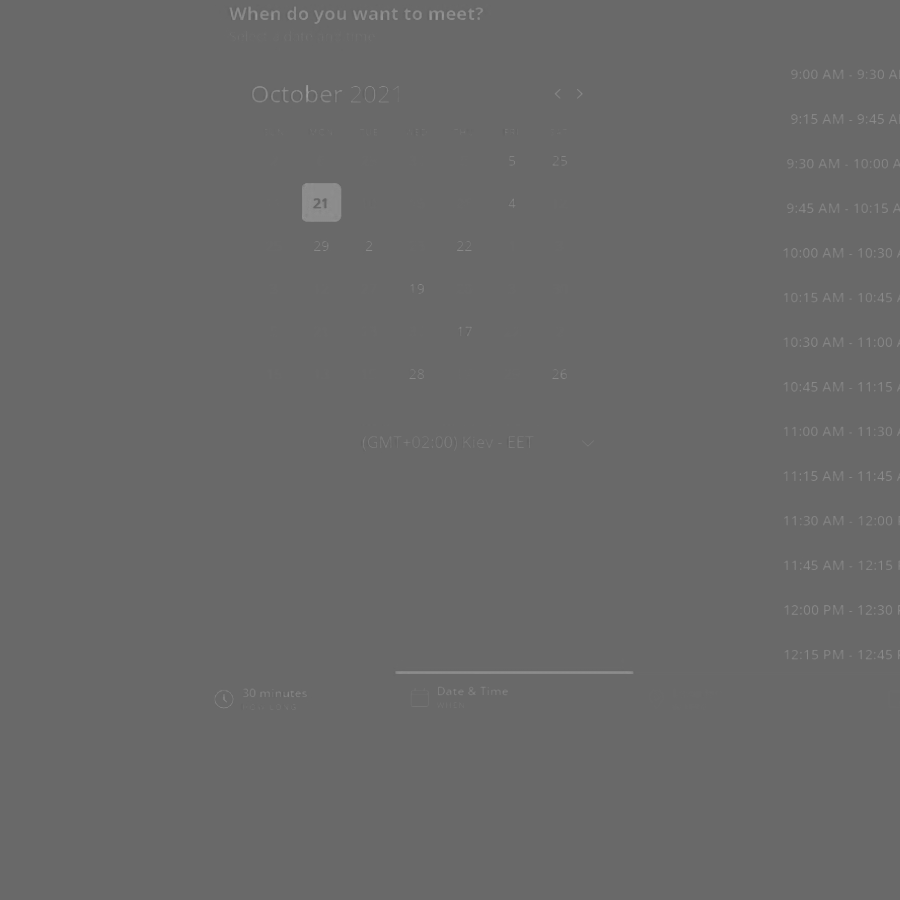 When do you want to meet?
October 2021
5 25
21 4
29 2 22
19
17
28 26
(GMT+02:00) Kiev - EET
30 minutes
Date & Time
9:00 AM - 9:30 A
9:15 AM - 9:45 A
9:30 AM - 10:00 A
9:45 AM - 10:15 A
10:00 AM - 10:30 A
10:15 AM - 10:45 A
10:30 AM - 11:00 A
10:45 AM - 11:15 A
11:00 AM - 11:30 A
11:15 AM - 11:45 A
11:30 AM - 12:00 P
11:45 AM - 12:15 P
12:00 PM - 12:30 P
12:15 PM - 12:45 P